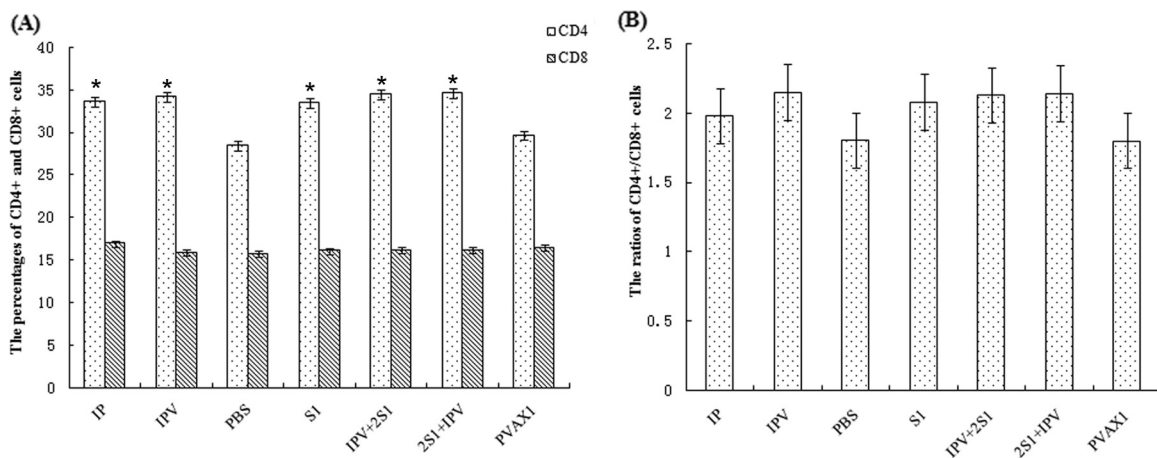 (A)
CD4
CD8
The percentages of CD4+ and CD8+ cells
40
35
30
25
20
15
10
5
0
* * * * *
IP IPV PBS S1 IPV+2S1 2S1+IPV PVAX1
(B)
The ratios of CD4+/CD8+ cells
2.5
2
1.5
1
0.5
0
IP IPV PBS S1 IPV+2S1 2S1+IPV PVAX1